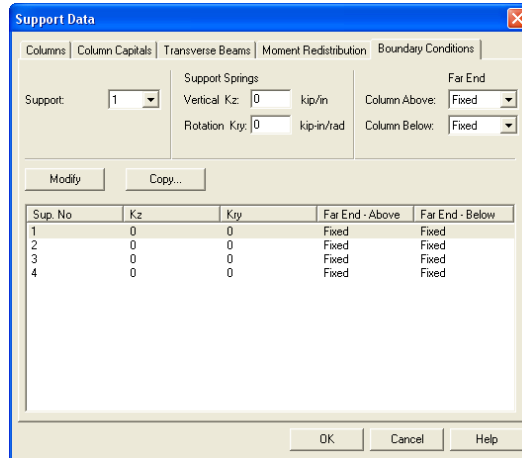 Support Data
Columns Column Capitals Transverse Beams Moment Redistribution Boundary Conditions
Support Springs Far End
Support: 1 Vertical Kz: 0 kip/in Column Above: Fixed
Rotation Kry: 0 kip-in/rad Column Below: Fixed
Modify Copy...
Sup. No Kz Kry Far End - Above Far End - Below
1 0 0 Fixed Fixed
2 0 0 Fixed Fixed
3 0 0 Fixed Fixed
4 0 0 Fixed Fixed
OK Cancel Help